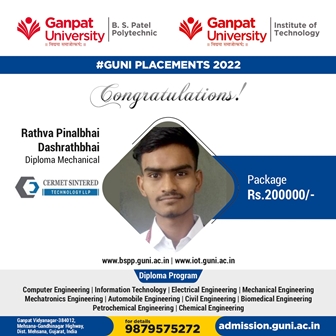 Ganpat University
॥ विद्यया समाजोत्कर्षः ॥
B. S. Patel
Polytechnic
Ganpat University
॥ विद्यया समाजोत्कर्षः ॥
Institute of
Technology
#GUNI PLACEMENTS 2022
Congratulations!
Rathva Pinalbhai
Dashrathbhai
Diploma Mechanical
CERMET SINTERED
TECHNOLOGY LLP
Package
Rs.200000/-
www.bspp.guni.ac.in | www.iot.guni.ac.in
Diploma Program
Computer Engineering | Information Technology | Electrical Engineering | Mechanical Engineering
Mechatronics Engineering | Automobile Engineering | Civil Engineering | Biomedical Engineering
Petrochemical Engineering | Chemical Engineering
Ganpat Vidyanagar-384012,
Mehsana-Gandhinagar Highway,
Dist. Mehsana, Gujarat, India
for details
9879575272
admission.guni.ac.in